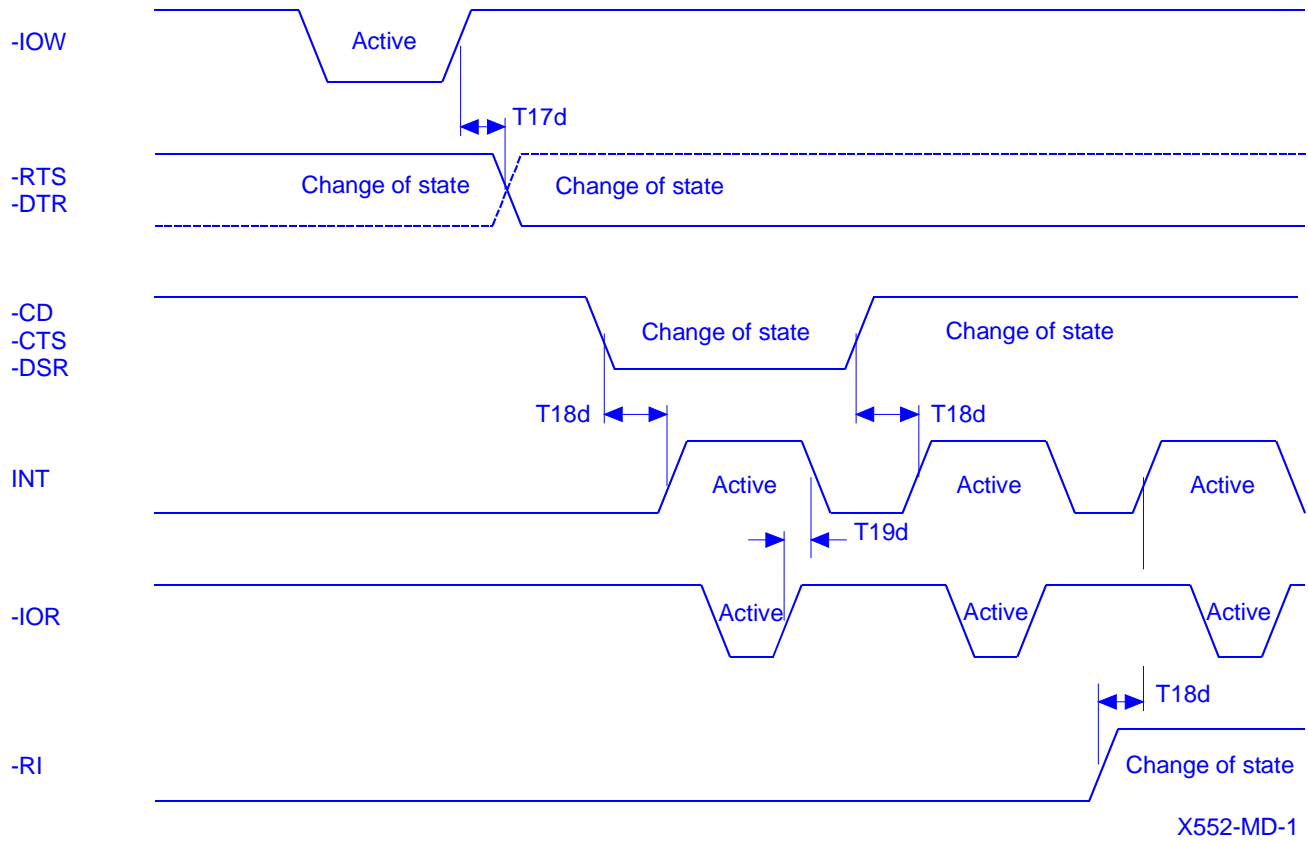 -IOW
Active
T17d
-RTS
-DTR
Change of state
Change of state
-CD
-CTS
-DSR
Change of state
Change of state
T18d
T18d
INT
Active
Active
Active
T19d
-IOR
Active
Active
Active
T18d
-RI
Change of state
X552-MD-1